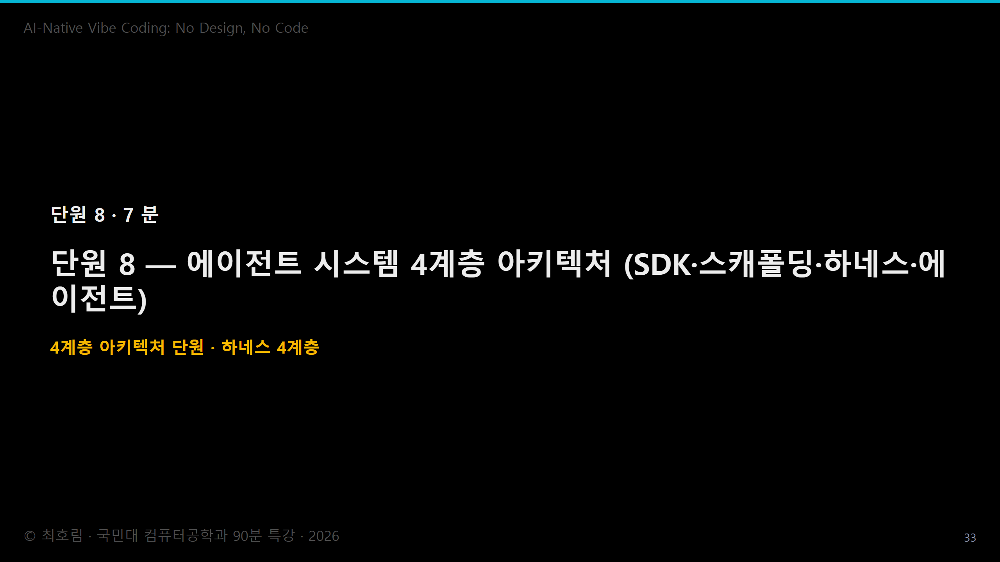 AI-Native Vibe Coding: No Design, No Code
단원 8 · 7 분
단원 8 — 에이전트 시스템 4계층 아키텍처 (SDK·스캐폴딩·하네스·에
이전트)
4계층 아키텍처 단원 · 하네스 4계층
© 최호림 · 국민대 컴퓨터공학과 90분 특강 · 2026
33